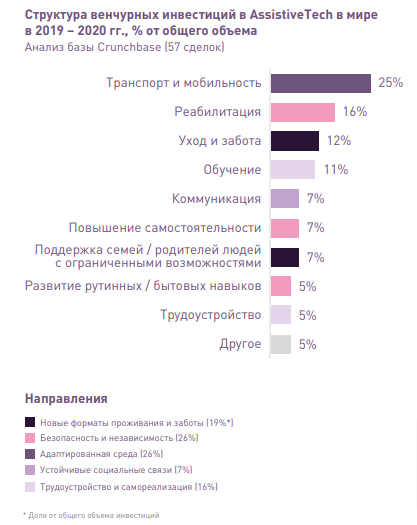 Структура венчурных инвестиций в AssistiveTech в мире
в 2019 – 2020 гг., % от общего объема
Анализ базы Crunchbase (57 сделок)
Транспорт и мобильность 25%
Реабилитация 16%
Уход и забота 12%
Обучение 11%
Коммуникация 7%
Повышение самостоятельности 7%
Поддержка семей / родителей людей
с ограниченными возможностями 7%
Развитие рутинных / бытовых навыков 5%
Трудоустройство 5%
Другое 5%
Направления
Новые форматы проживания и заботы (19%*)
Безопасность и независимость (26%)
Адаптированная среда (26%)
Устойчивые социальные связи (7%)
Трудоустройство и самореализация (16%)
* Доля от общего объема инвестиций